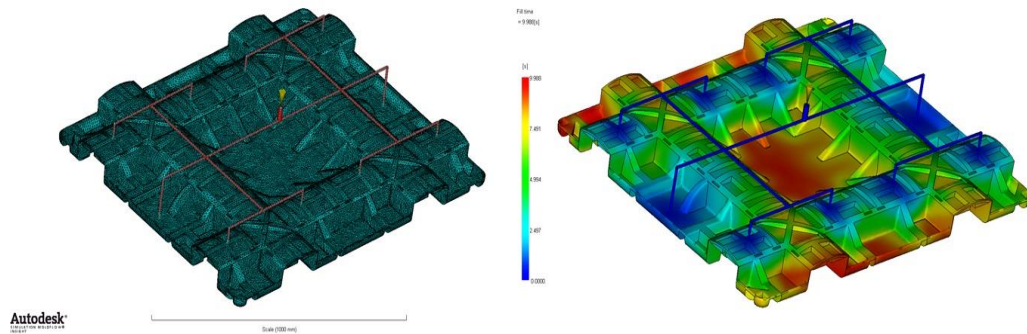 Fill time
= 9.988[s]
[s]
9.988
7.491
4.994
2.497
0.0000
Autodesk®
SIMULATION MOLDFLOW®
INSIGHT
Scale (1000 mm)